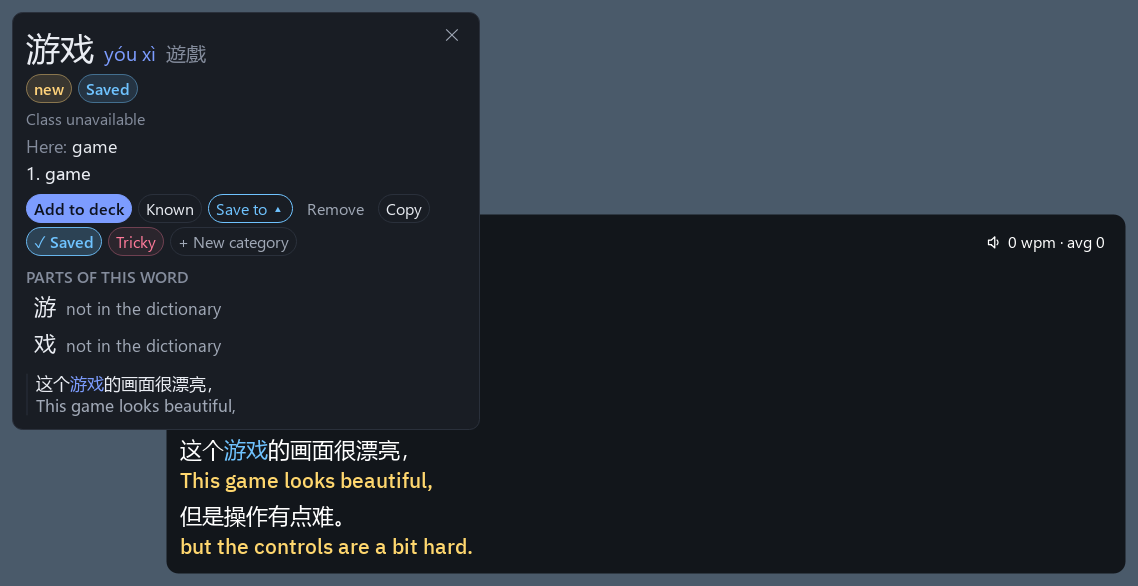 游戏 yóu xì 遊戲
new Saved
Class unavailable
Here: game
1. game
Add to deck Known Save to ▲ Remove Copy
✓ Saved Tricky + New category
PARTS OF THIS WORD
游 not in the dictionary
戏 not in the dictionary
这个游戏的画面很漂亮，
This game looks beautiful,
0 wpm · avg 0
这个游戏的画面很漂亮，
This game looks beautiful,
但是操作有点难。
but the controls are a bit hard.